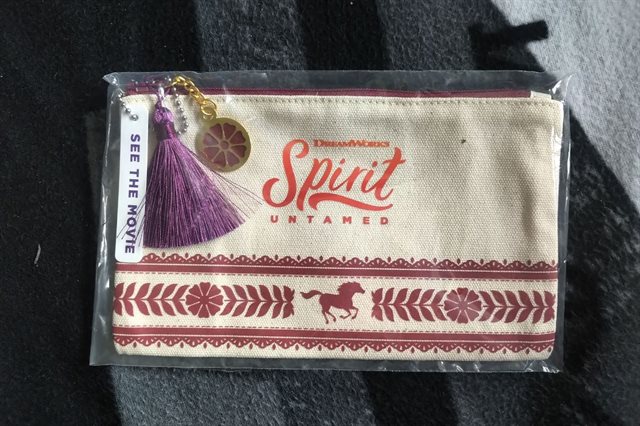 SEE THE MOVIE
DREAMWORKS
Spirit
UNTAMED